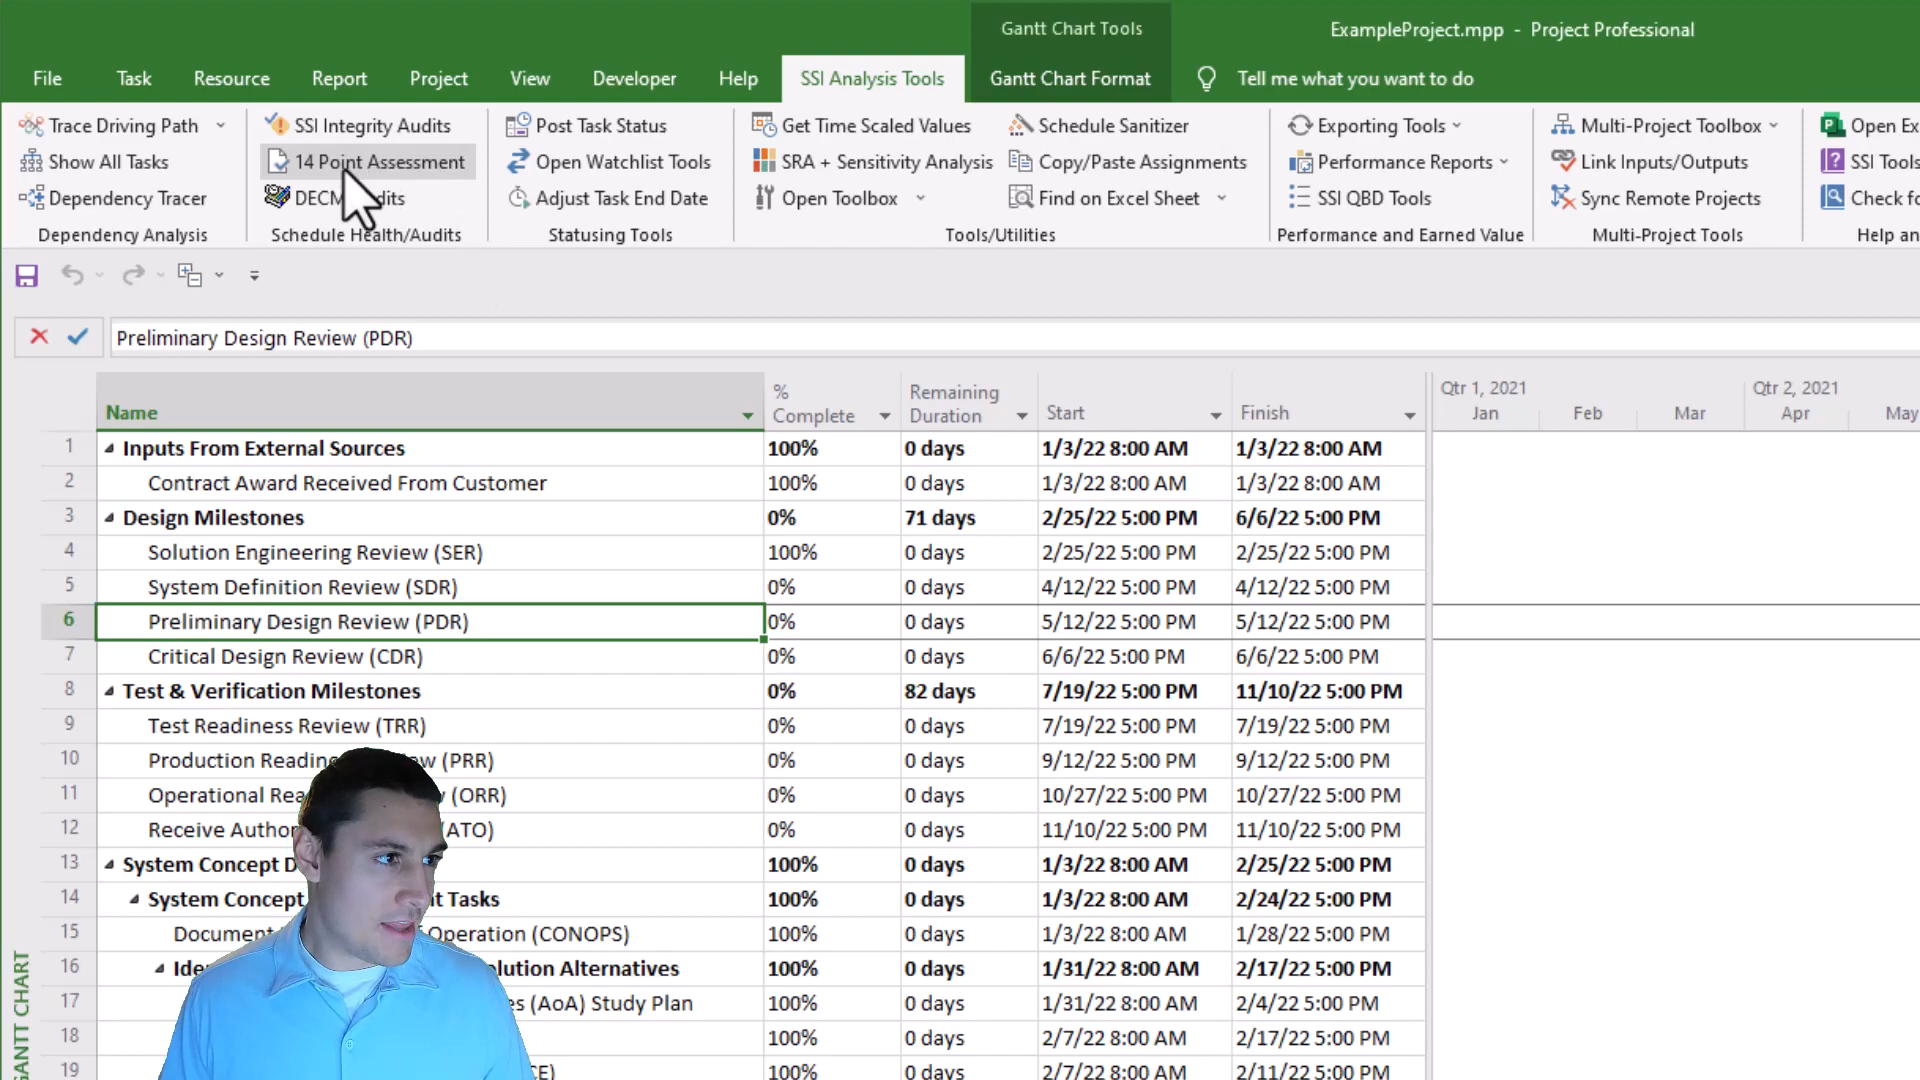 Gantt Chart Tools
ExampleProject.mpp - Project Professional
File Task Resource Report Project View Developer Help SSI Analysis Tools Gantt Chart Format Tell me what you want to do
Trace Driving Path SSI Integrity Audits Post Task Status Get Time Scaled Values Schedule Sanitizer Exporting Tools Multi-Project Toolbox Open
Show All Tasks 14 Point Assessment Open Watchlist Tools SRA + Sensitivity Analysis Copy/Paste Assignments Performance Reports Link Inputs/Outputs SSI Tools
Dependency Tracer Adjust Task End Date Open Toolbox Find on Excel Sheet SSI QBD Tools Sync Remote Projects Check
Dependency Analysis Schedule Health/Audits Statusing Tools Tools/Utilities Performance and Earned Value Multi-Project Tools Help
Preliminary Design Review (PDR)
Name % Complete Remaining Duration Start Finish
Qtr 1, 2021 Qtr 2, 2021
Jan Feb Mar Apr May
1 Inputs From External Sources 100% 0 days 1/3/22 8:00 AM 1/3/22 8:00 AM
2 Contract Award Received From Customer 100% 0 days 1/3/22 8:00 AM 1/3/22 8:00 AM
3 Design Milestones 0% 71 days 2/25/22 5:00 PM 6/6/22 5:00 PM
4 Solution Engineering Review (SER) 100% 0 days 2/25/22 5:00 PM 2/25/22 5:00 PM
5 System Definition Review (SDR) 0% 0 days 4/12/22 5:00 PM 4/12/22 5:00 PM
6 Preliminary Design Review (PDR) 0% 0 days 5/12/22 5:00 PM 5/12/22 5:00 PM
7 Critical Design Review (CDR) 0% 0 days 6/6/22 5:00 PM 6/6/22 5:00 PM
8 Test & Verification Milestones 0% 82 days 7/19/22 5:00 PM 11/10/22 5:00 PM
9 Test Readiness Review (TRR) 0% 0 days 7/19/22 5:00 PM 7/19/22 5:00 PM
10 Production (PRR) 0% 0 days 9/12/22 5:00 PM 9/12/22 5:00 PM
11 Operational (ORR) 0% 0 days 10/27/22 5:00 PM 10/27/22 5:00 PM
12 Receive (ATO) 0% 0 days 11/10/22 5:00 PM 11/10/22 5:00 PM
13 System Concept 100% 0 days 1/3/22 8:00 AM 2/25/22 5:00 PM
14 System Concept Tasks 100% 0 days 1/3/22 8:00 AM 2/24/22 5:00 PM
15 Document Operation (CONOPS) 100% 0 days 1/3/22 8:00 AM 1/28/22 5:00 PM
16 Alternatives 100% 0 days 1/31/22 8:00 AM 2/17/22 5:00 PM
17 (AoA) Study Plan 100% 0 days 1/31/22 8:00 AM 2/4/22 5:00 PM
18 100% 0 days 2/7/22 8:00 AM 2/17/22 5:00 PM
19 100% 0 days 2/7/22 8:00 AM 2/11/22 5:00 PM
GANTT CHART